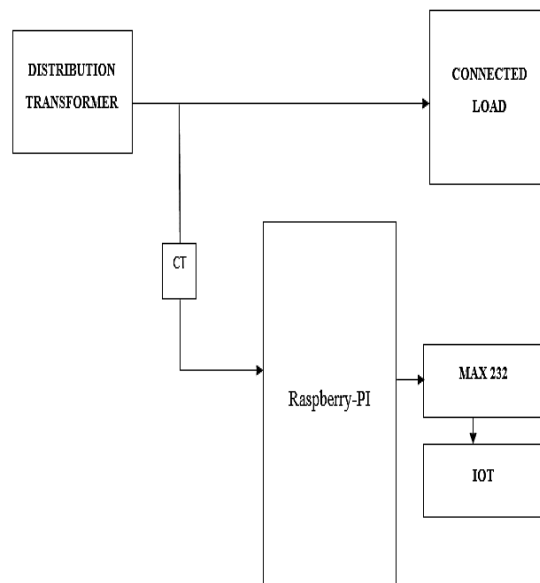 DISTRIBUTION
TRANSFORMER
CONNECTED
LOAD
CT
Raspberry-PI
MAX 232
IOT